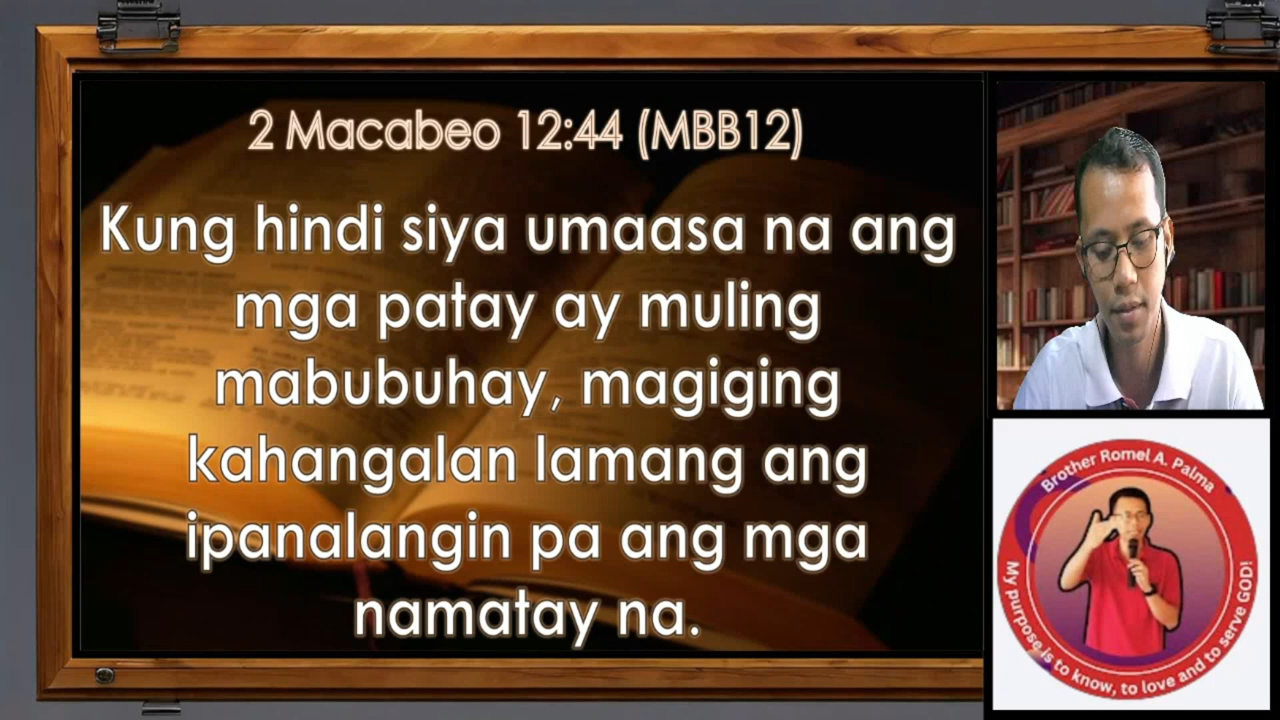 2 Macabeo 12:44 (MBB12)
Kung hindi siya umaasa na ang
mga patay ay muling
mabubuhay, magiging
kahangalan lamang ang
ipanalangin pa ang mga
namatay na.
Brother Romel A. Palma
My purpose is to know, to love and to serve GOD!